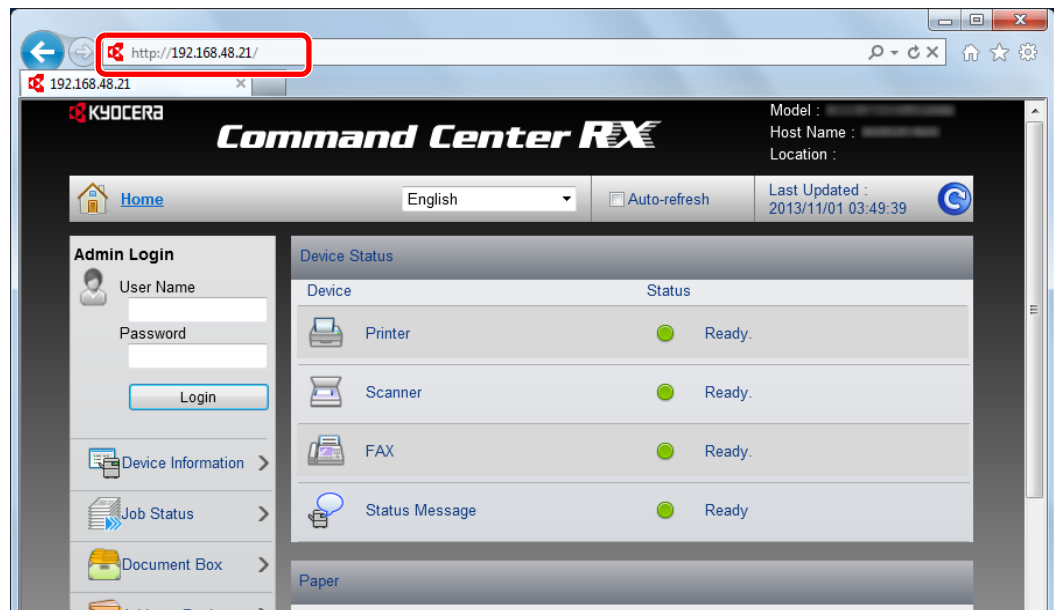 http://192.168.48.21/
192.168.48.21
KYOCERA
Command Center RX
Model :
Host Name :
Location :
Home
English
Auto-refresh
Last Updated :
2013/11/01 03:49:39
Admin Login
User Name
Password
Login
Device Information
Job Status
Document Box
Device Status
Device Status
Printer Ready.
Scanner Ready.
FAX Ready.
Status Message Ready
Paper